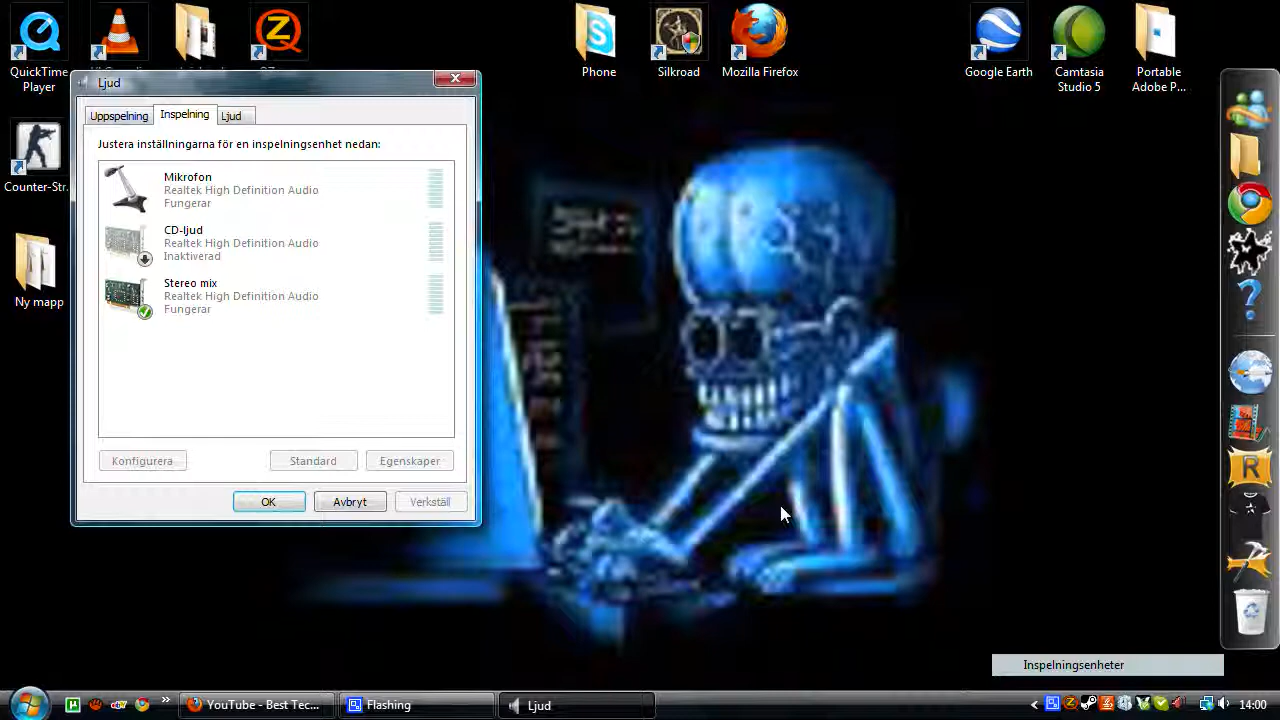 QuickTime
Player
Phone
Silkroad
Mozilla Firefox
Google Earth
Camtasia
Studio 5
Portable
Adobe P...
Ljud
Uppspelning
Inspelning
Ljud
Justera inställningarna för en inspelningsenhet nedan:
Mikrofon
Realtek High Definition Audio
Fungerar
CD-ljud
Realtek High Definition Audio
Inaktiverad
Stereo mix
Realtek High Definition Audio
Fungerar
Counter-Str...
Ny mapp
Konfigurera
Standard
Egenskaper
OK
Avbryt
Verkställ
Inspelningsenheter
YouTube - Best Tec...
Flashing
Ljud
14:00